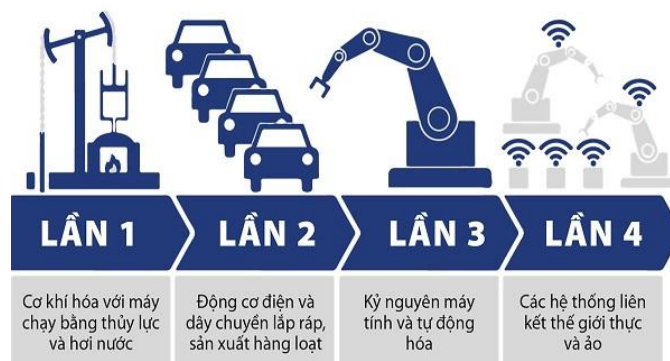 LẦN 1
LẦN 2
LẦN 3
LẦN 4
Cơ khí hóa với máy
chạy bằng thủy lực
và hơi nước
Động cơ điện và
dây chuyền lắp ráp,
sản xuất hàng loạt
Kỷ nguyên máy
tính và tự động
hóa
Các hệ thống liên
kết thế giới thực
và ảo